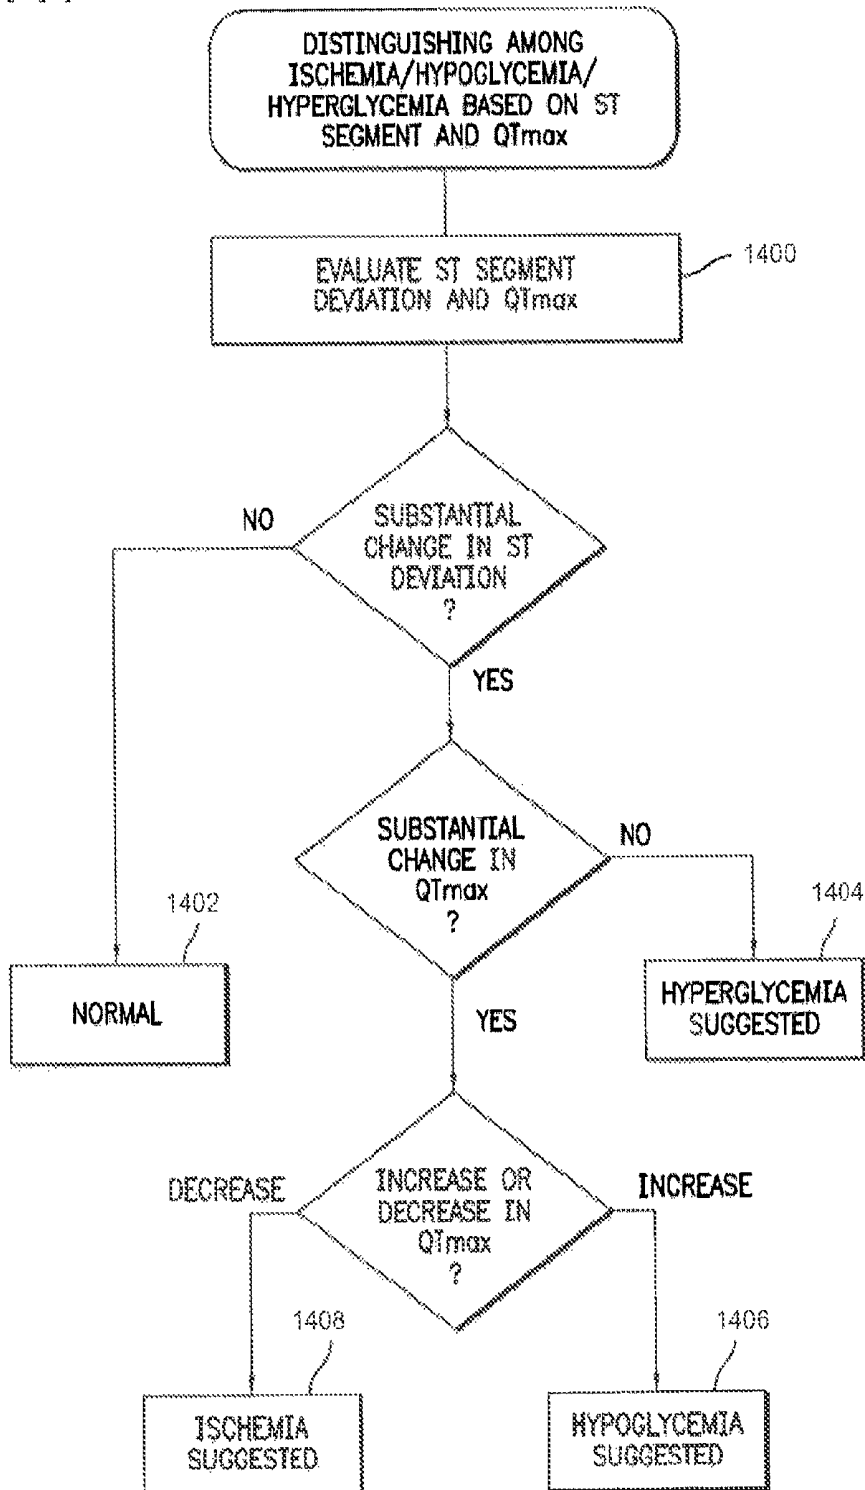 DISTINGUISHING AMONG
ISCHEMIA/HYPOGLYCEMIA/
HYPERGLYCEMIA BASED ON ST
SEGMENT AND QTmax
EVALUATE ST SEGMENT
DEVIATION AND QTmax
1400
NO
SUBSTANTIAL
CHANGE IN ST
DEVIATION
?
YES
SUBSTANTIAL
CHANGE IN
QTmax
?
NO
1402
NORMAL
1404
HYPERGLYCEMIA
SUGGESTED
YES
DECREASE
INCREASE OR
DECREASE IN
QTmax
?
INCREASE
1408
ISCHEMIA
SUGGESTED
1406
HYPOGLYCEMIA
SUGGESTED